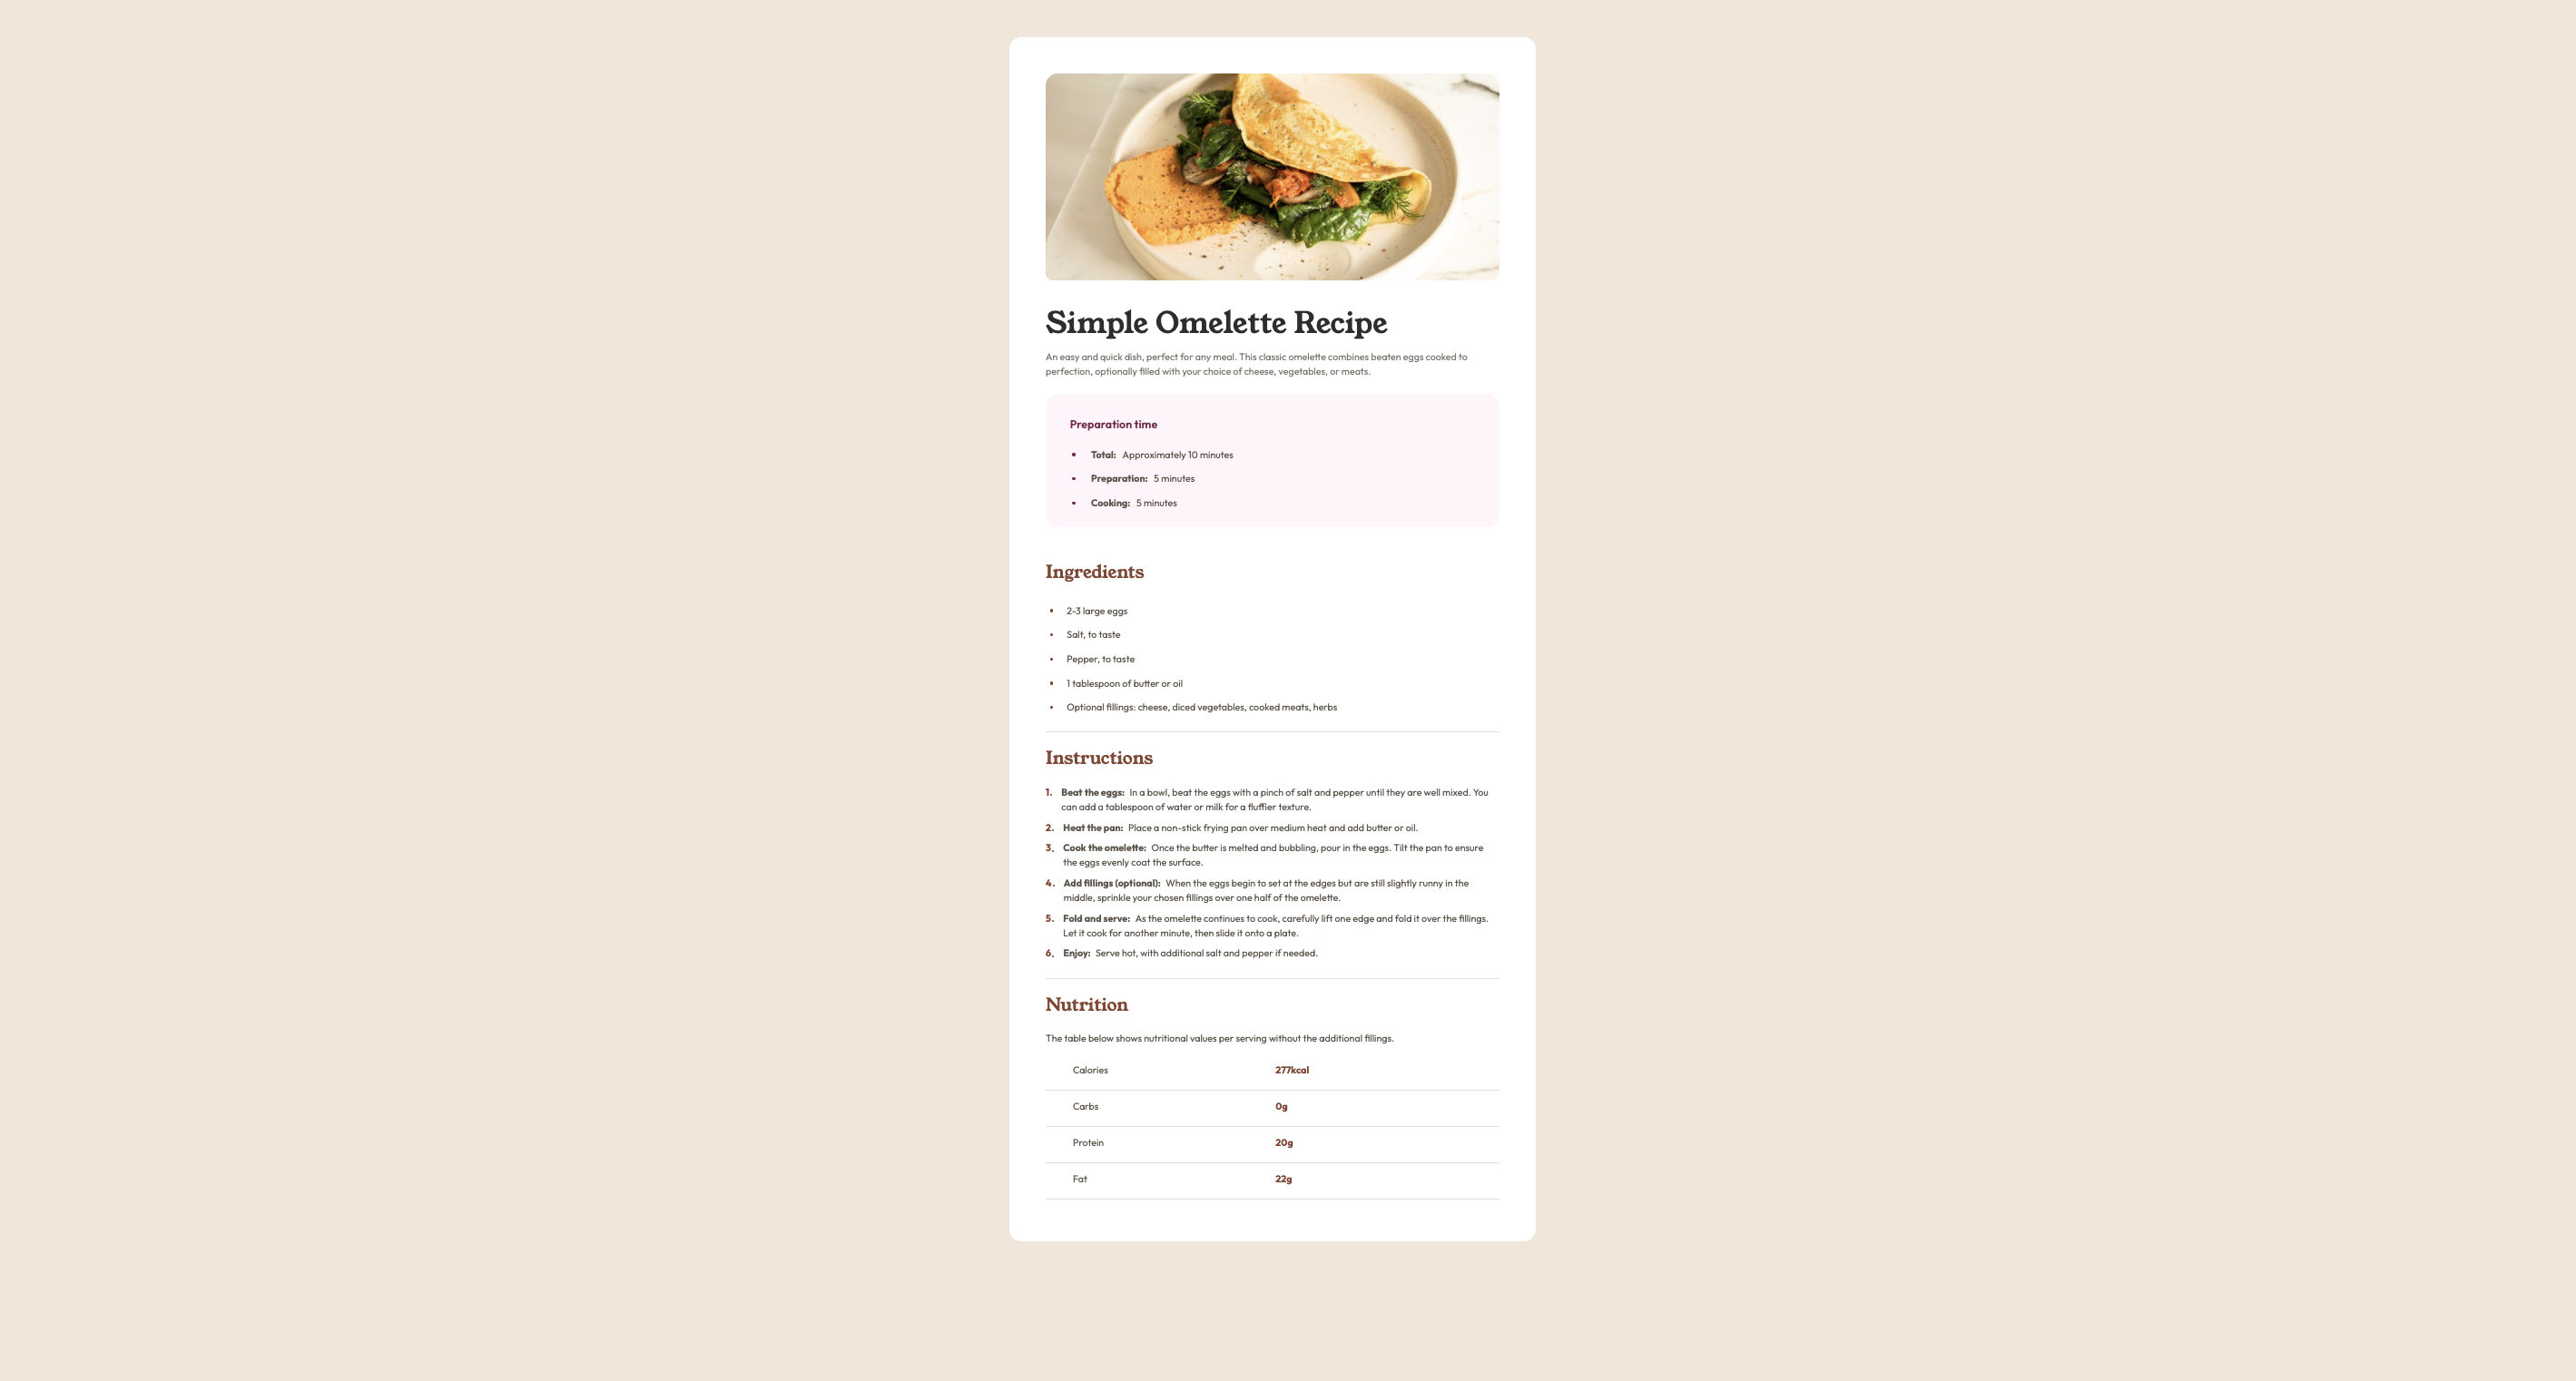 Simple Omelette Recipe
An easy and quick dish, perfect for any meal. This classic omelette combines beaten eggs cooked to
perfection, optionally filled with your choice of cheese, vegetables, or meats.
Preparation time
• Total: Approximately 10 minutes
• Preparation: 5 minutes
• Cooking: 5 minutes
Ingredients
• 2-3 large eggs
• Salt, to taste
• Pepper, to taste
• 1 tablespoon of butter or oil
• Optional fillings: cheese, diced vegetables, cooked meats, herbs
Instructions
1. Beat the eggs: In a bowl, beat the eggs with a pinch of salt and pepper until they are well mixed. You
can add a tablespoon of water or milk for a fluffier texture.
2. Heat the pan: Place a non-stick frying pan over medium heat and add butter or oil.
3. Cook the omelette: Once the butter is melted and bubbling, pour in the eggs. Tilt the pan to ensure
the eggs evenly coat the surface.
4. Add fillings (optional): When the eggs begin to set at the edges but are still slightly runny in the
middle, sprinkle your chosen fillings over one half of the omelette.
5. Fold and serve: As the omelette continues to cook, carefully lift one edge and fold it over the fillings.
Let it cook for another minute, then slide it onto a plate.
6. Enjoy: Serve hot, with additional salt and pepper if needed.
Nutrition
The table below shows nutritional values per serving without the additional fillings.
Calories 277kcal
Carbs 0g
Protein 20g
Fat 22g